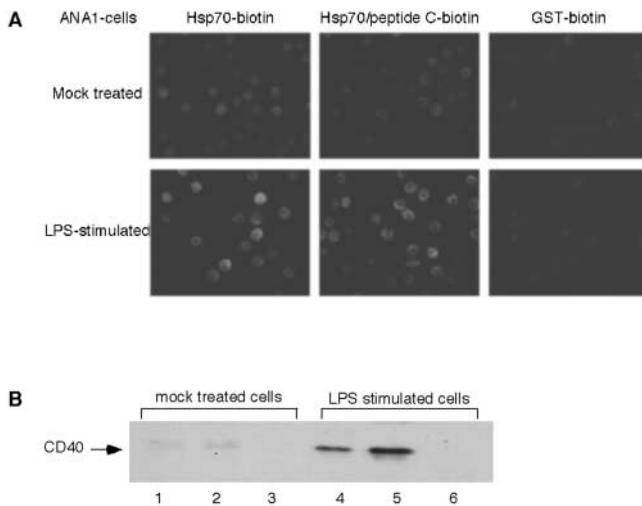 A
ANA1-cells Hsp70-biotin Hsp70/peptide C-biotin GST-biotin
Mock treated
LPS-stimulated
B
mock treated cells LPS stimulated cells
CD40
1 2 3 4 5 6